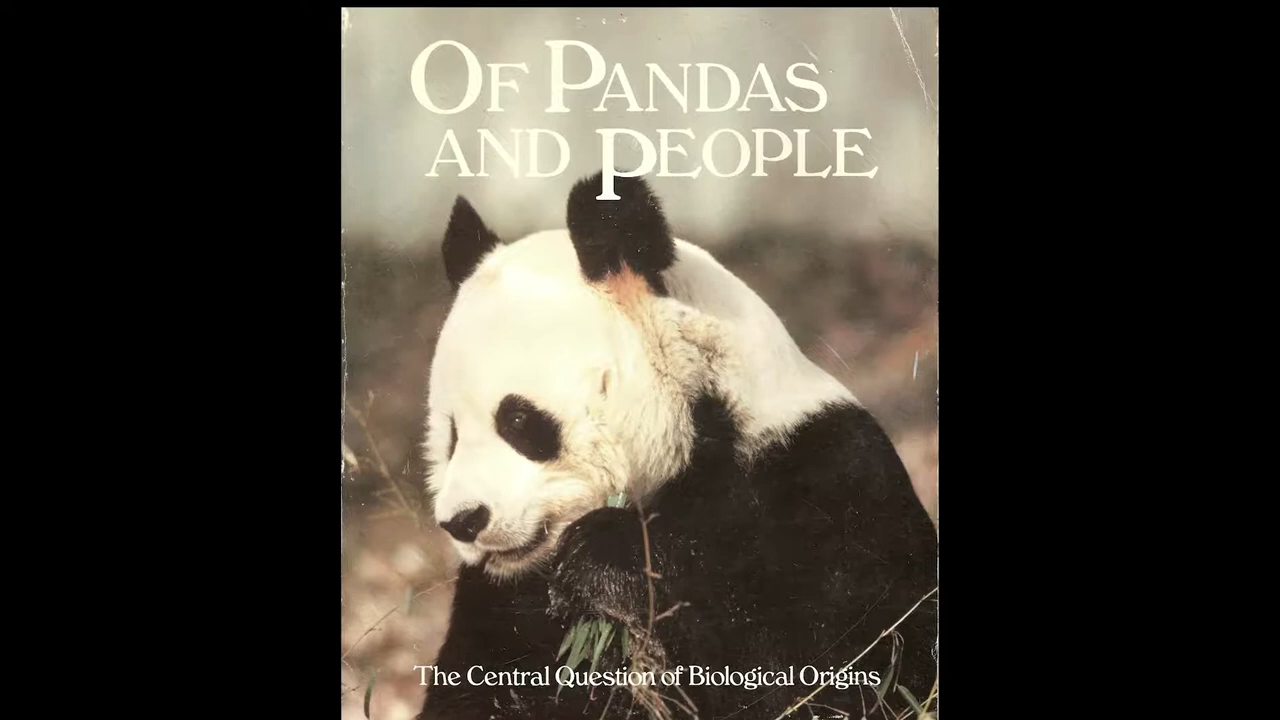 Of Pandas
and People
The Central Question of Biological Origins